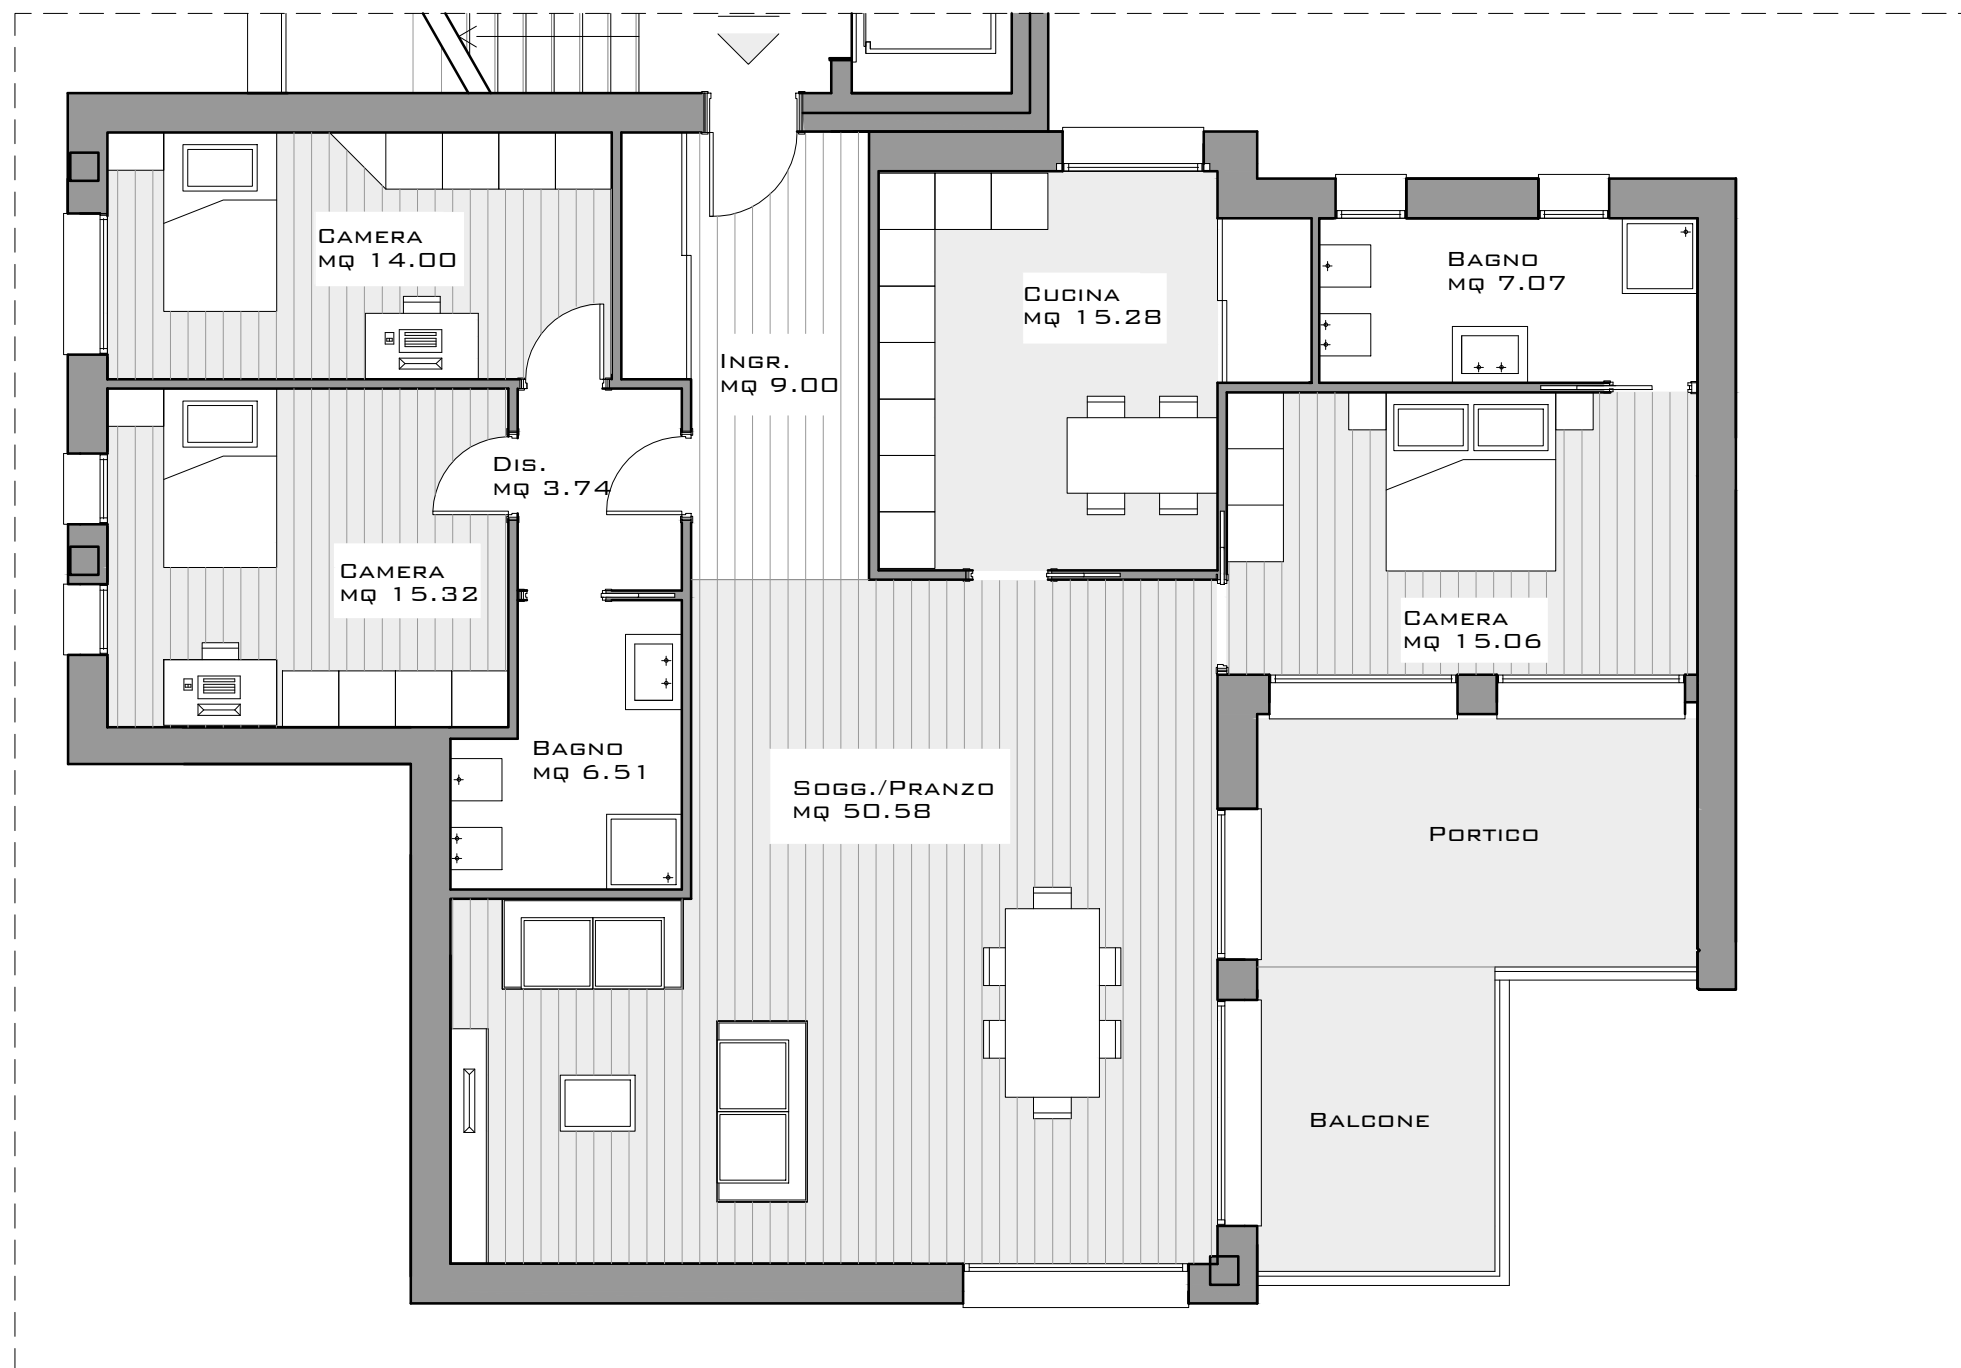 Camera
mq 14.00
Bagno
mq 7.07
Cucina
mq 15.28
Ingr.
mq 9.00
Dis.
mq 3.74
Camera
mq 15.32
Camera
mq 15.06
Bagno
mq 6.51
Sogg./Pranzo
mq 50.58
Portico
Balcone